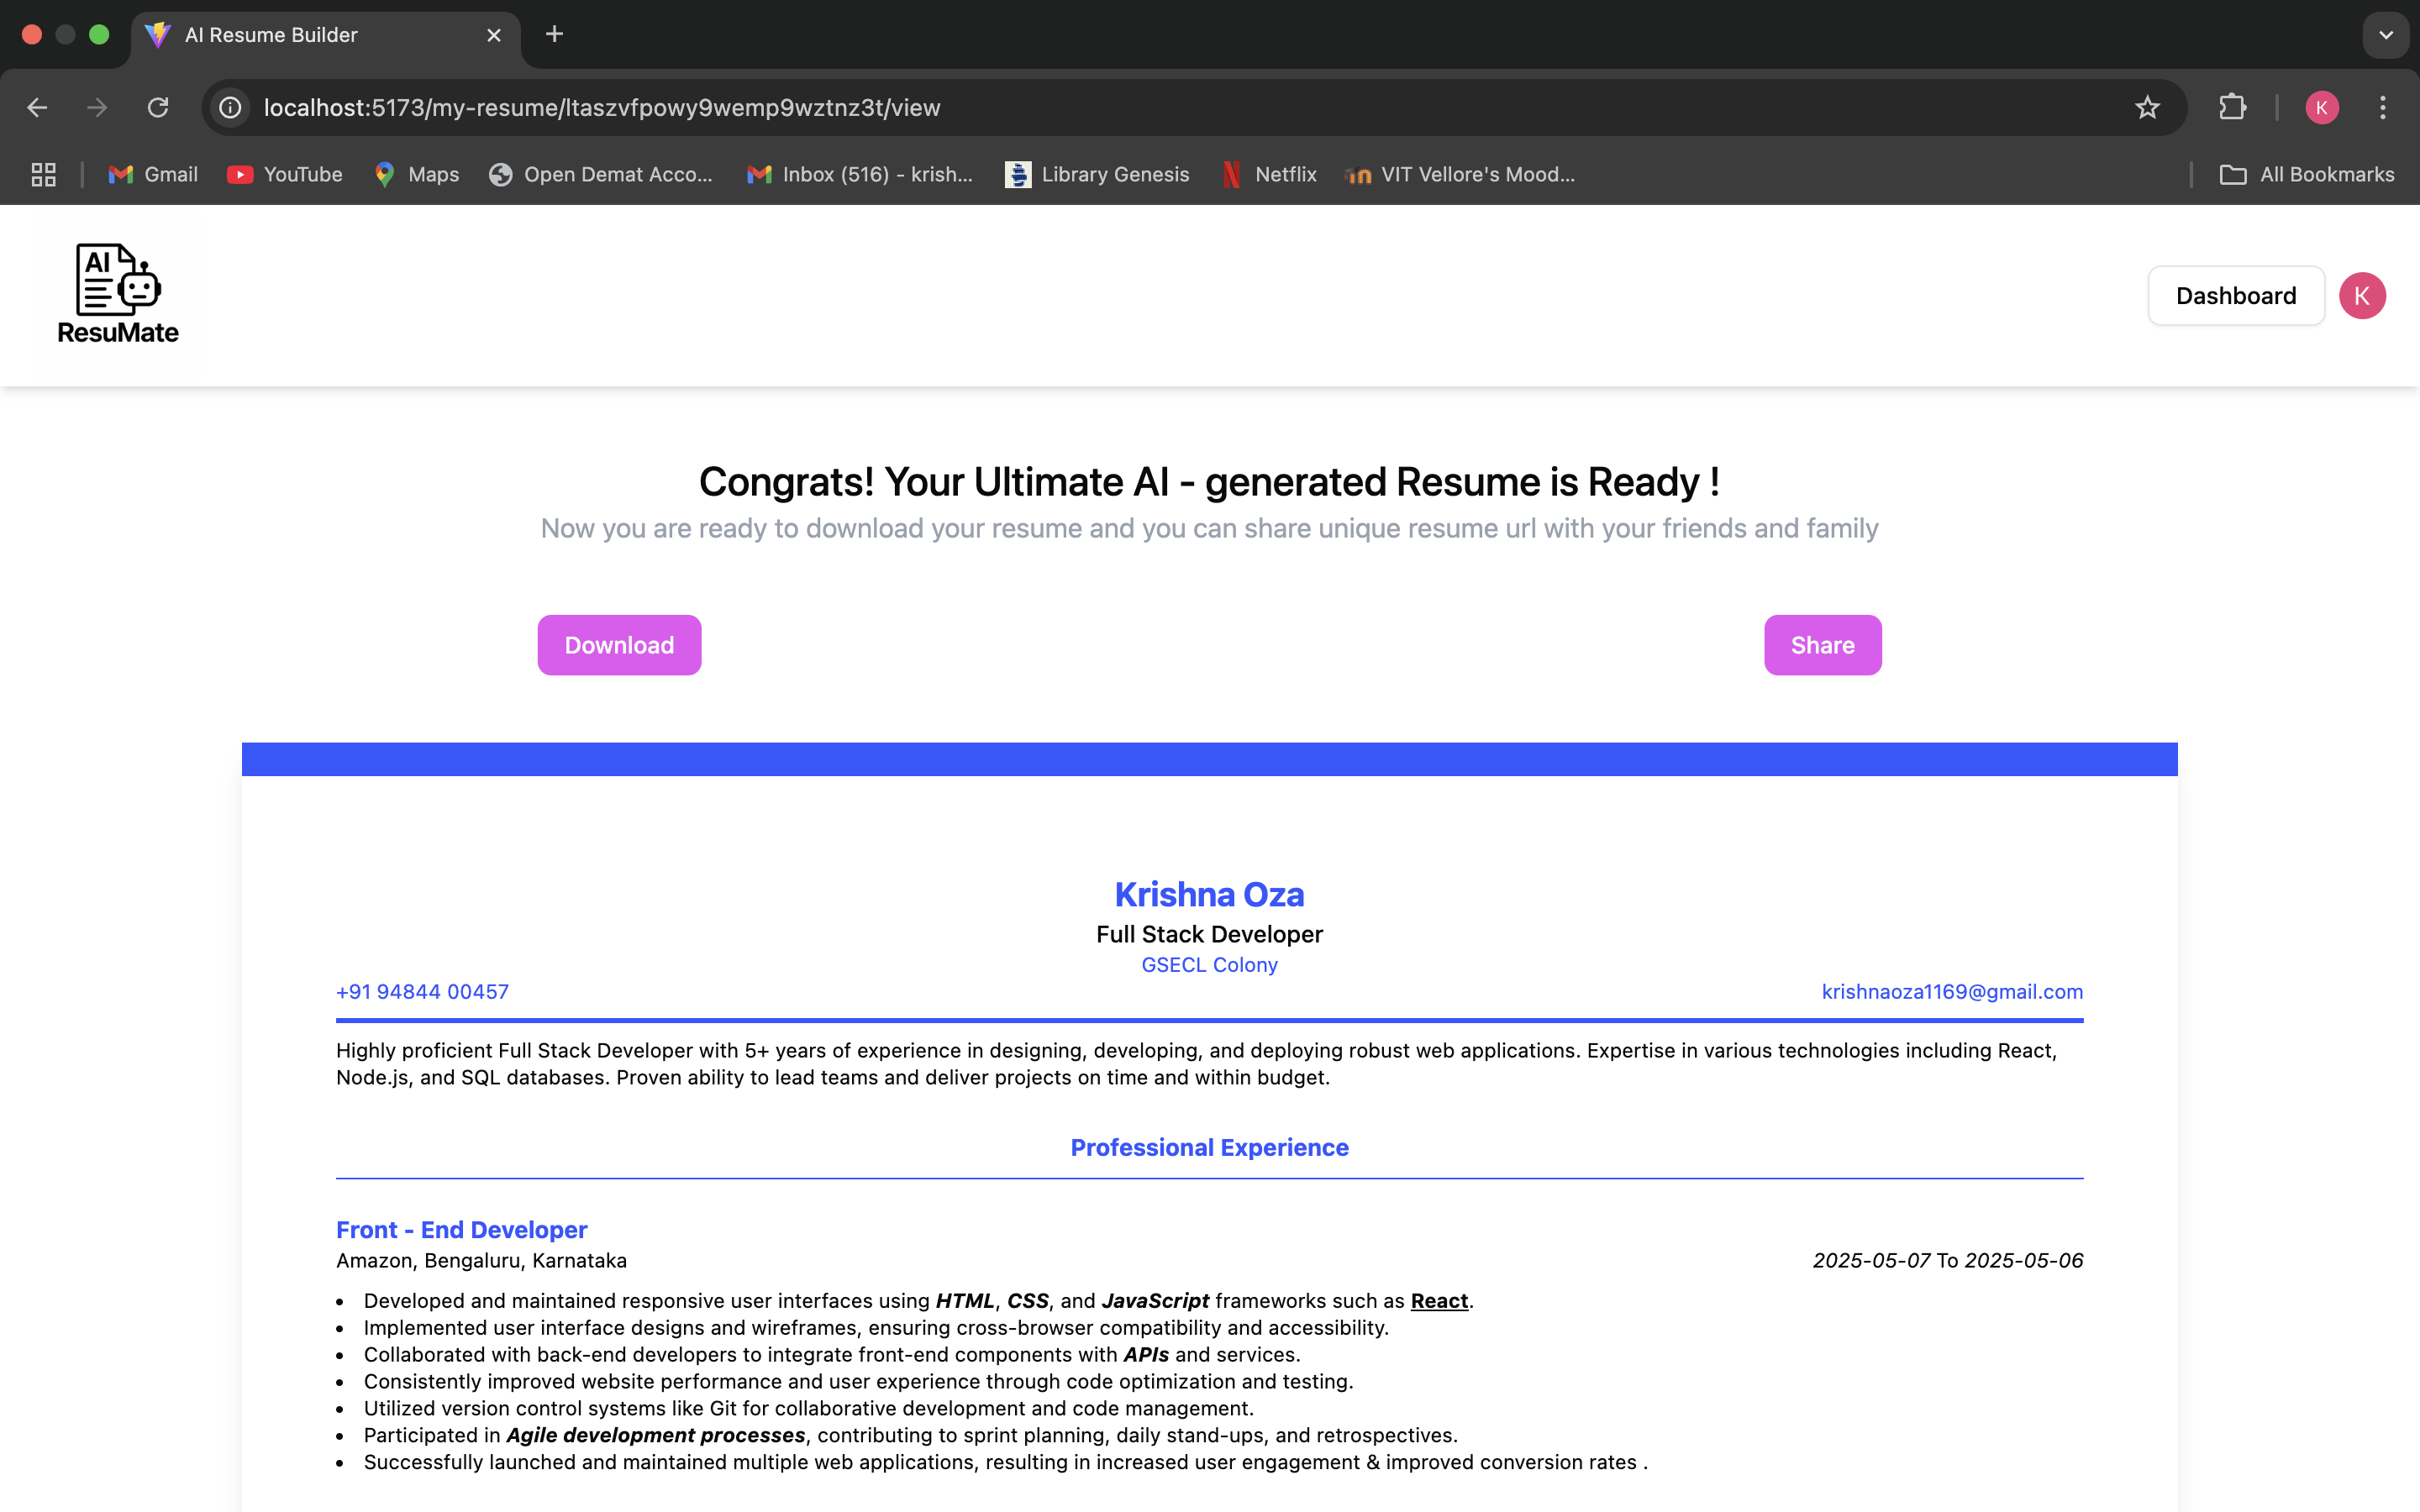 AI Resume Builder
localhost:5173/my-resume/ltaszvfpowy9wemp9wztnz3t/view
K
Gmail
YouTube
Maps
Open Demat Acco...
Inbox (516) - krish...
Library Genesis
Netflix
VIT Vellore's Mood...
All Bookmarks
AI
ResuMate
Dashboard
K
Congrats! Your Ultimate AI - generated Resume is Ready !
Now you are ready to download your resume and you can share unique resume url with your friends and family
Download
Share
Krishna Oza
Full Stack Developer
GSECL Colony
+91 94844 00457
krishnaoza1169@gmail.com
Highly proficient Full Stack Developer with 5+ years of experience in designing, developing, and deploying robust web applications. Expertise in various technologies including React,
Node.js, and SQL databases. Proven ability to lead teams and deliver projects on time and within budget.
Professional Experience
Front - End Developer
Amazon, Bengaluru, Karnataka
2025-05-07 To 2025-05-06
• Developed and maintained responsive user interfaces using HTML, CSS, and JavaScript frameworks such as React.
• Implemented user interface designs and wireframes, ensuring cross-browser compatibility and accessibility.
• Collaborated with back-end developers to integrate front-end components with APIs and services.
• Consistently improved website performance and user experience through code optimization and testing.
• Utilized version control systems like Git for collaborative development and code management.
• Participated in Agile development processes, contributing to sprint planning, daily stand-ups, and retrospectives.
• Successfully launched and maintained multiple web applications, resulting in increased user engagement & improved conversion rates .